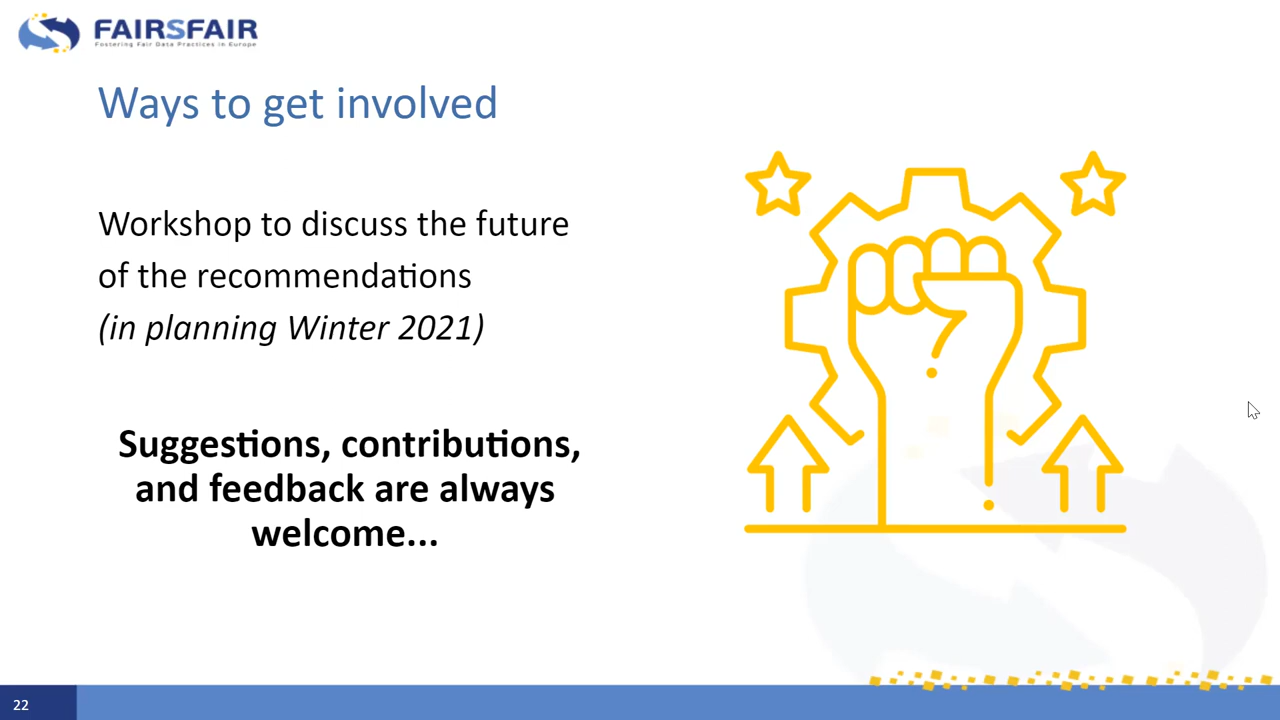 FAIRSFAIR
Fostering Fair Data Practices in Europe
Ways to get involved
Workshop to discuss the future
of the recommendations
(in planning Winter 2021)
Suggestions, contributions,
and feedback are always
welcome...
22